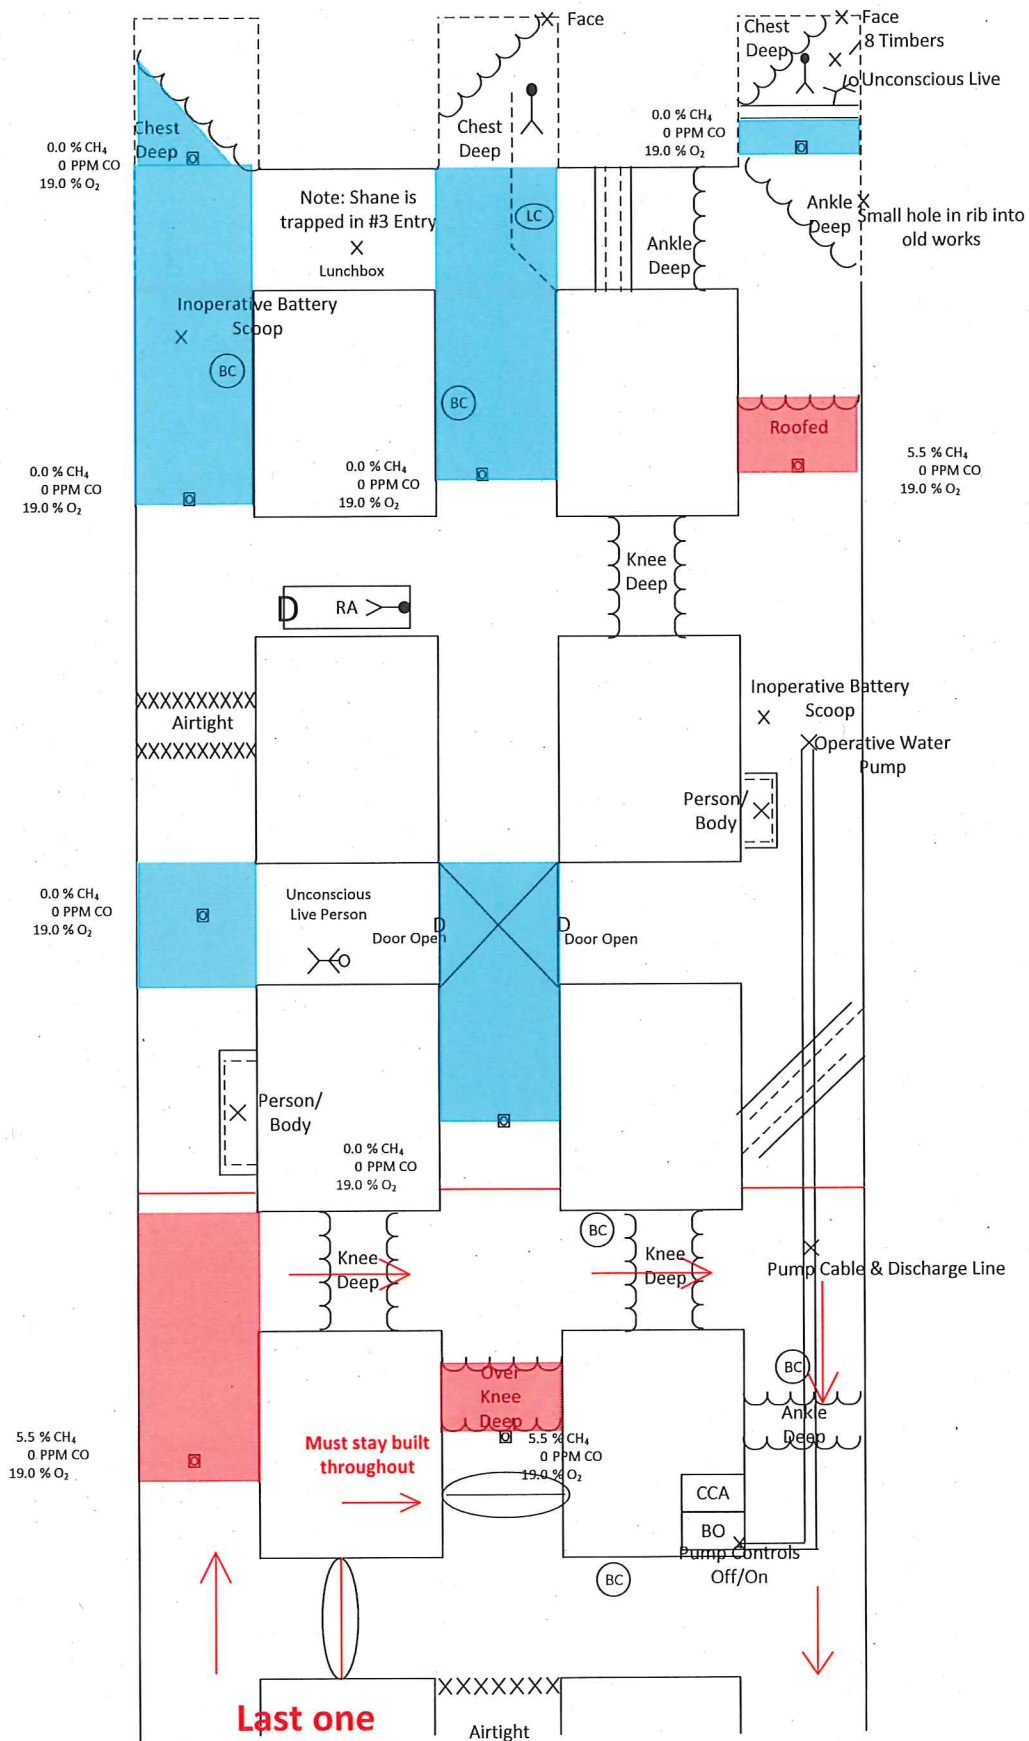 Face
Chest
Deep
Face
8 Timbers
Unconscious Live
0.0 % CH₄
0 PPM CO
19.0 % O₂
Chest
Deep
Chest
Deep
0.0 % CH₄
0 PPM CO
19.0 % O₂
Note: Shane is
trapped in #3 Entry
X
Lunchbox
LC
Ankle
Deep
Ankle
Deep
Small hole in rib into
old works
Inoperative Battery
Scoop
BC
BC
Roofed
0.0 % CH₄
0 PPM CO
19.0 % O₂
0.0 % CH₄
0 PPM CO
19.0 % O₂
5.5 % CH₄
0 PPM CO
19.0 % O₂
Knee
Deep
D
RA
XXXXXXXXXX
Airtight
XXXXXXXXXX
Inoperative Battery
Scoop
Operative Water
Pump
Person/
Body
0.0 % CH₄
0 PPM CO
19.0 % O₂
Unconscious
Live Person
D
Door Open
D
Door Open
Person/
Body
0.0 % CH₄
0 PPM CO
19.0 % O₂
BC
Knee
Deep
Knee
Deep
Pump Cable & Discharge Line
BC
Over
Knee
Deep
Ankle
Deep
5.5 % CH₄
0 PPM CO
19.0 % O₂
Must stay built
throughout
5.5 % CH₄
0 PPM CO
19.0 % O₂
CCA
BO
Pump Controls
Off/On
BC
Last one
XXXXXXX
Airtight